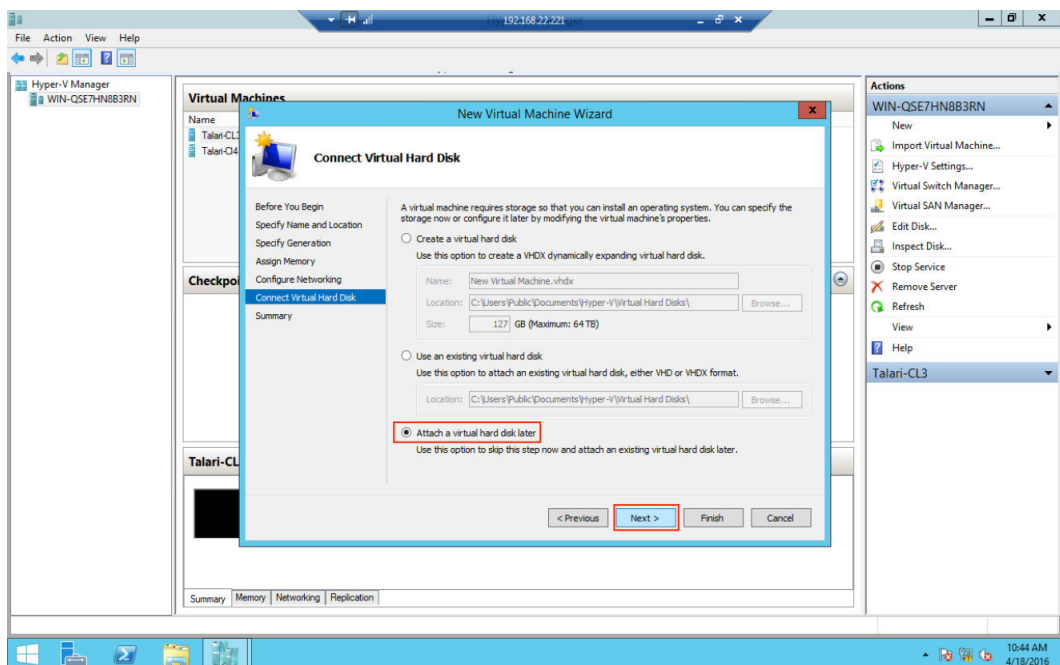 192.168.22.221
File Action View Help
Hyper-V Manager
WIN-QSE7HN8B3RN
Virtual Machines
Name
Talari-CL3
Talari-Cl4
Checkpoi
Talari-CL
Summary Memory Networking Replication
New Virtual Machine Wizard
Connect Virtual Hard Disk
Before You Begin
Specify Name and Location
Specify Generation
Assign Memory
Configure Networking
Connect Virtual Hard Disk
Summary
A virtual machine requires storage so that you can install an operating system. You can specify the
storage now or configure it later by modifying the virtual machine's properties.
Create a virtual hard disk
Use this option to create a VHDX dynamically expanding virtual hard disk.
Name: New Virtual Machine.vhdx
Location: C:\Users\Public\Documents\Hyper-V\Virtual Hard Disks\ Browse...
Size: 127 GB (Maximum: 64 TB)
Use an existing virtual hard disk
Use this option to attach an existing virtual hard disk, either VHD or VHDX format.
Location: C:\Users\Public\Documents\Hyper-V\Virtual Hard Disks\ Browse...
Attach a virtual hard disk later
Use this option to skip this step now and attach an existing virtual hard disk later.
< Previous Next > Finish Cancel
Actions
WIN-QSE7HN8B3RN
New
Import Virtual Machine...
Hyper-V Settings...
Virtual Switch Manager...
Virtual SAN Manager...
Edit Disk...
Inspect Disk...
Stop Service
Remove Server
Refresh
View
Help
Talari-CL3
10:44 AM
4/18/2016